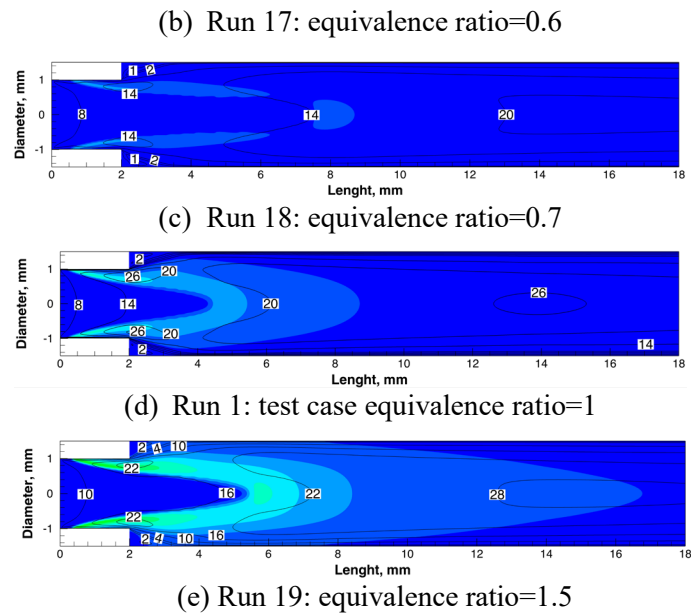 (b) Run 17: equivalence ratio=0.6
Diameter, mm
1
0
-1
1 2
14
8
14
20
14
1 2
0 2 4 6 8 10 12 14 16 18
Lenght, mm
(c) Run 18: equivalence ratio=0.7
Diameter, mm
1
0
-1
2
26 20
8 14 20 26
26 20
2 14
0 2 4 6 8 10 12 14 16 18
Lenght, mm
(d) Run 1: test case equivalence ratio=1
Diameter, mm
1
0
-1
2 4 10
22
10 16 22 28
22
2 4 10 16
0 2 4 6 8 10 12 14 16 18
Lenght, mm
(e) Run 19: equivalence ratio=1.5